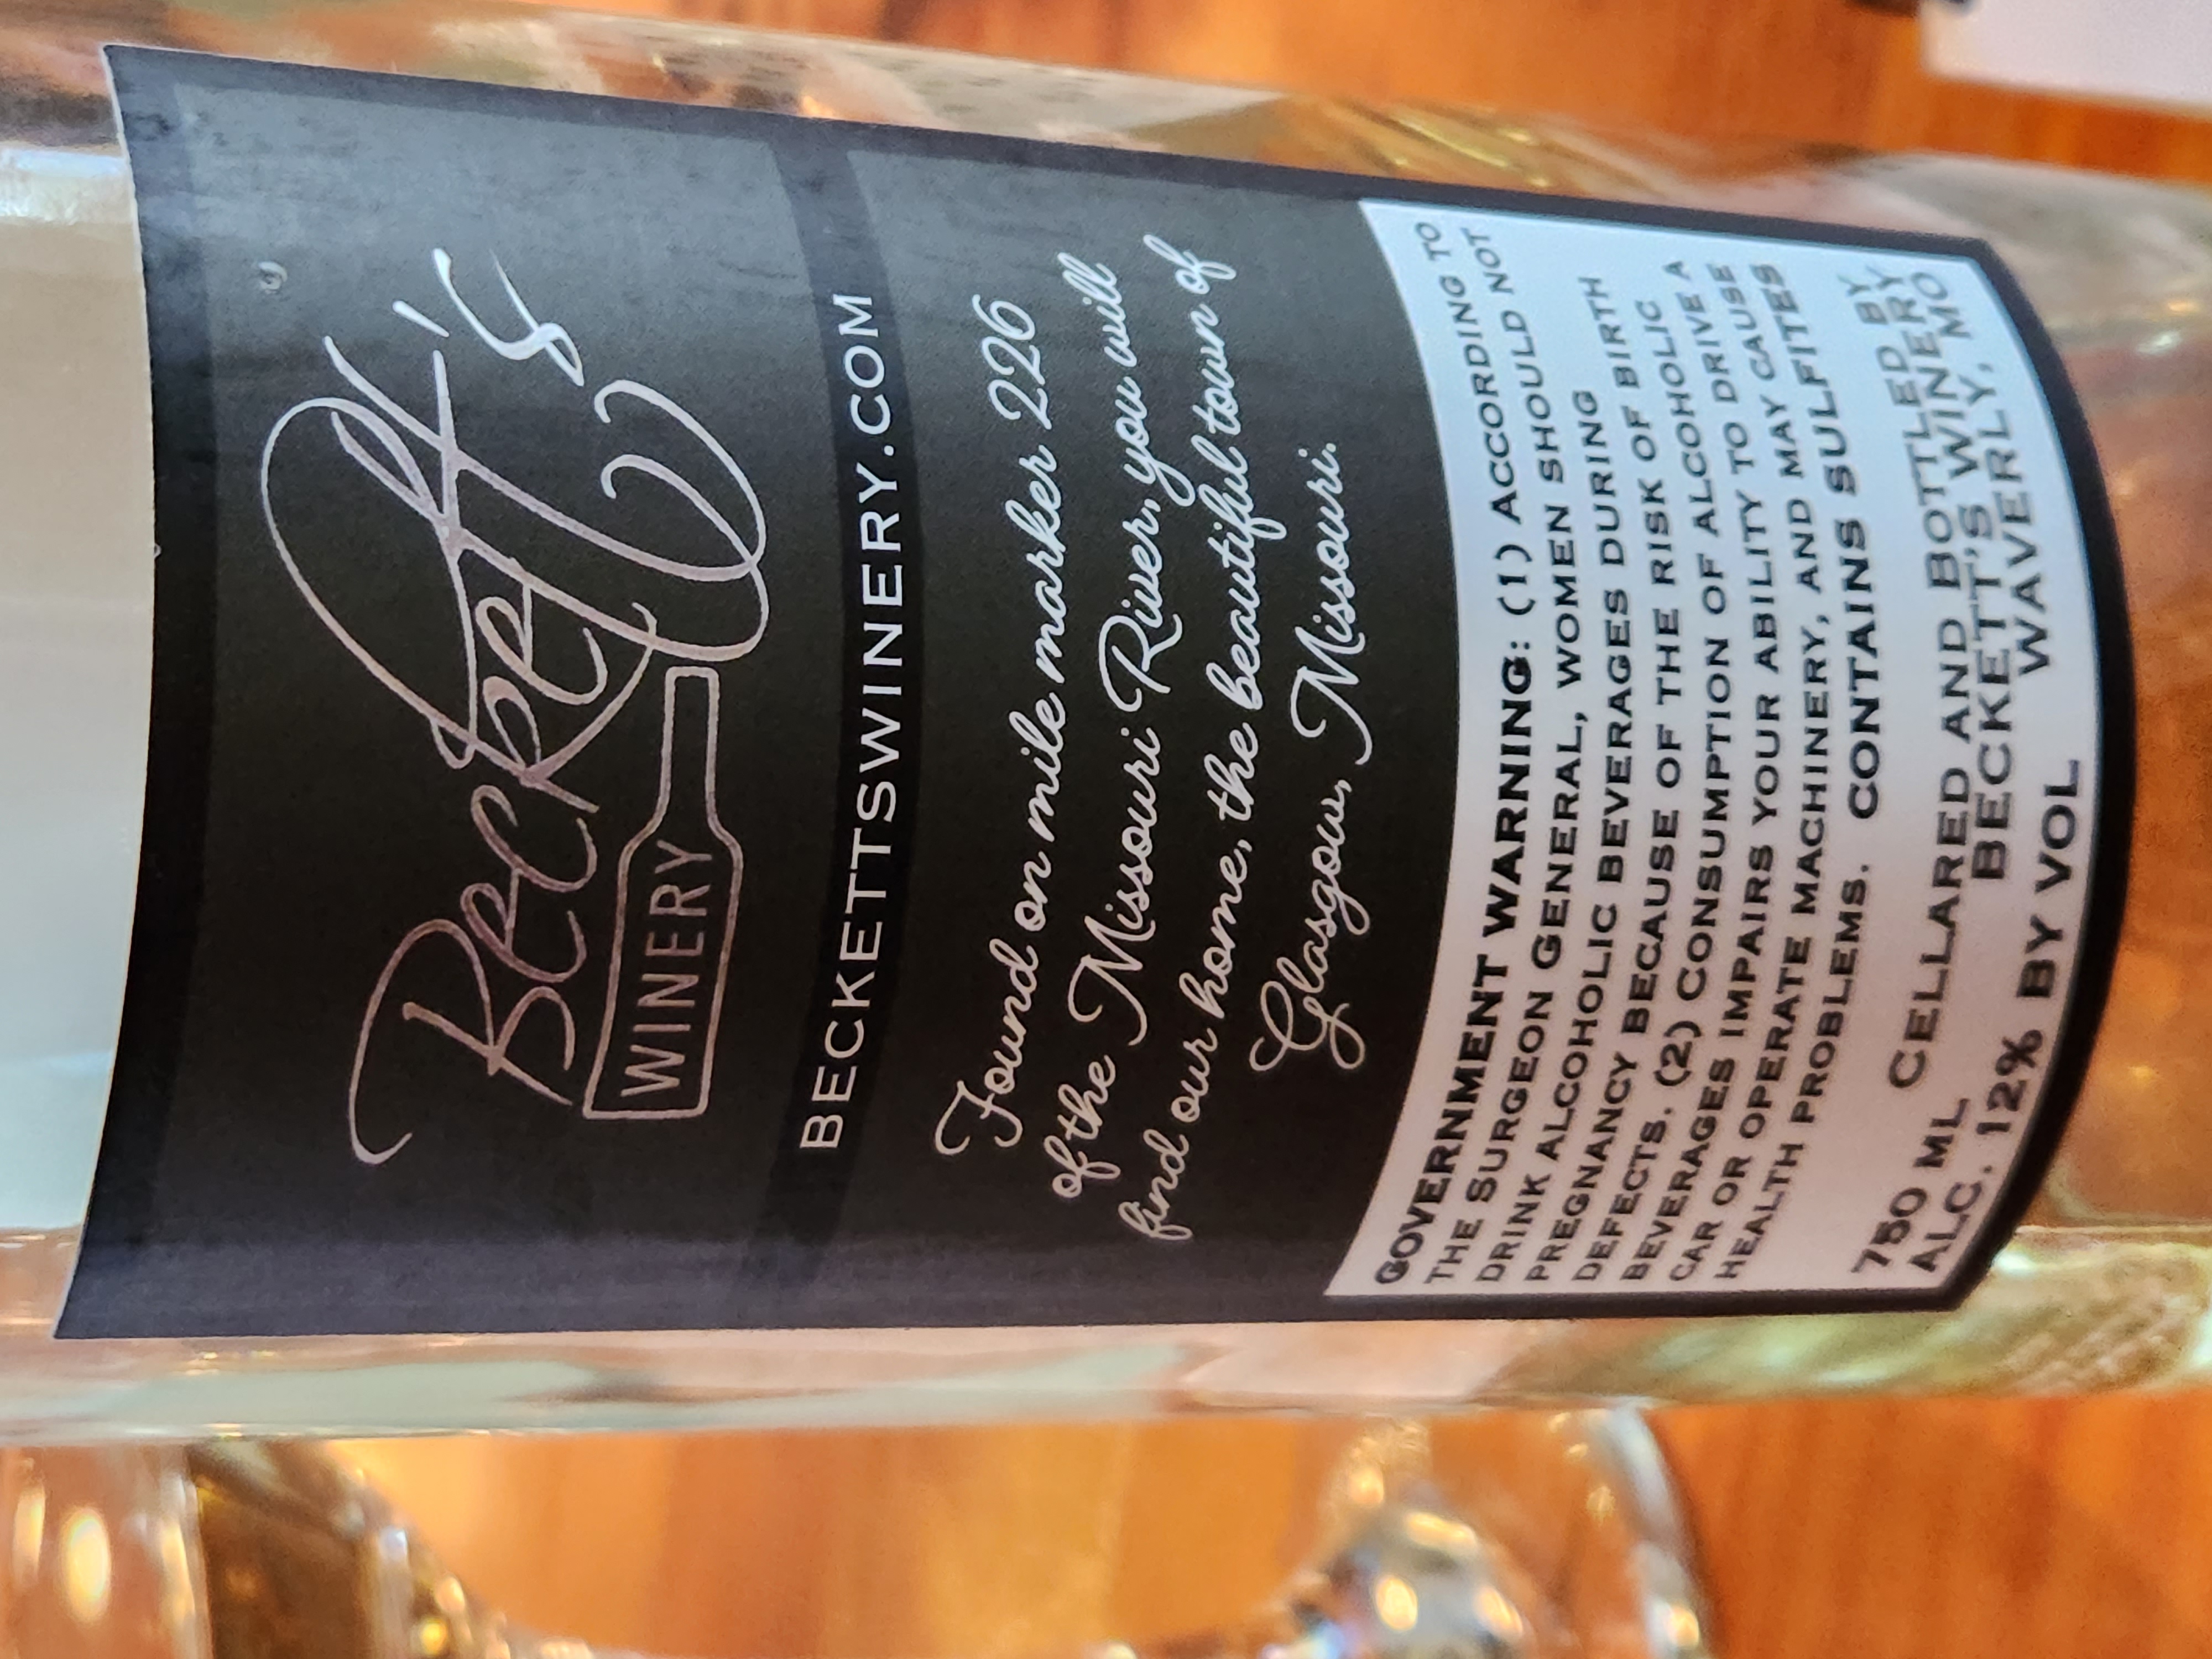 Beckett's
WINERY
BECKETTSWINERY.COM
Found on mile marker 226
of the Missouri River, you will
find our home, the beautiful town of
Glasgow, Missouri.
GOVERNMENT WARNING: (1) ACCORDING TO
THE SURGEON GENERAL, WOMEN SHOULD NOT
DRINK ALCOHOLIC BEVERAGES DURING
PREGNANCY BECAUSE OF THE RISK OF BIRTH
DEFECTS. (2) CONSUMPTION OF ALCOHOLIC
BEVERAGES IMPAIRS YOUR ABILITY TO DRIVE A
CAR OR OPERATE MACHINERY, AND MAY CAUSE
HEALTH PROBLEMS. CONTAINS SULFITES
CELLARED AND BOTTLED BY
750 ML BECKETT'S WINERY
ALC. 12% BY VOL WAVERLY, MO